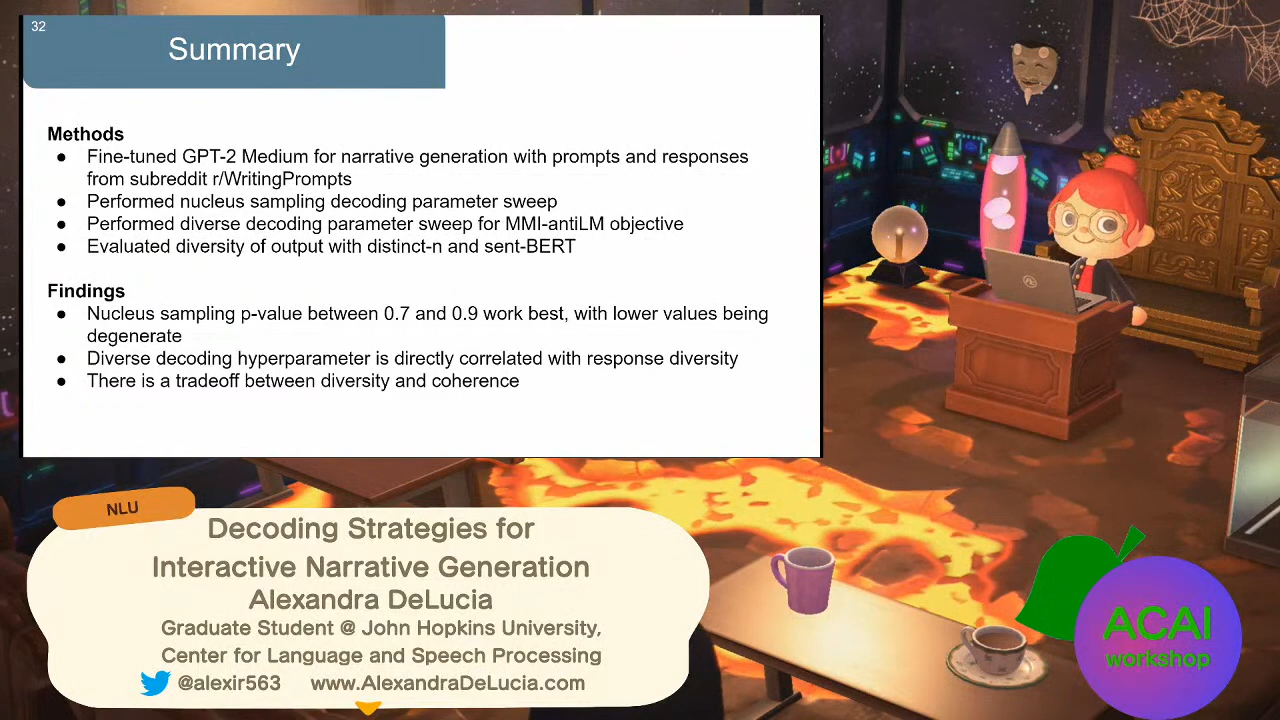 32
Summary
Methods
● Fine-tuned GPT-2 Medium for narrative generation with prompts and responses
from subreddit r/WritingPrompts
● Performed nucleus sampling decoding parameter sweep
● Performed diverse decoding parameter sweep for MMI-antiLM objective
● Evaluated diversity of output with distinct-n and sent-BERT
Findings
● Nucleus sampling p-value between 0.7 and 0.9 work best, with lower values being
degenerate
● Diverse decoding hyperparameter is directly correlated with response diversity
● There is a tradeoff between diversity and coherence
NLU
Decoding Strategies for
Interactive Narrative Generation
Alexandra DeLucia
Graduate Student @ John Hopkins University,
Center for Language and Speech Processing
@alexir563 www.AlexandraDeLucia.com
ACAI
workshop